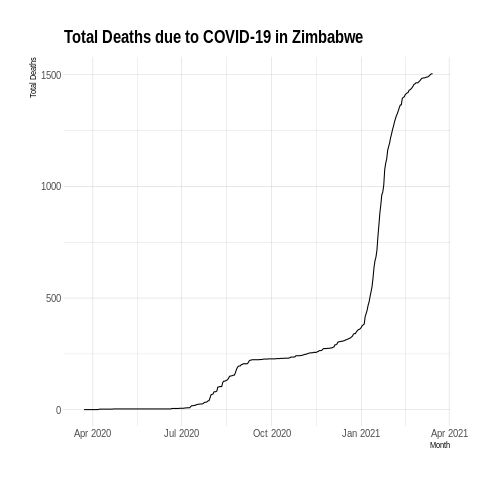 Total Deaths due to COVID-19 in Zimbabwe
Total Deaths
1500
1000
500
0
Apr 2020
Jul 2020
Oct 2020
Jan 2021
Apr 2021
Month